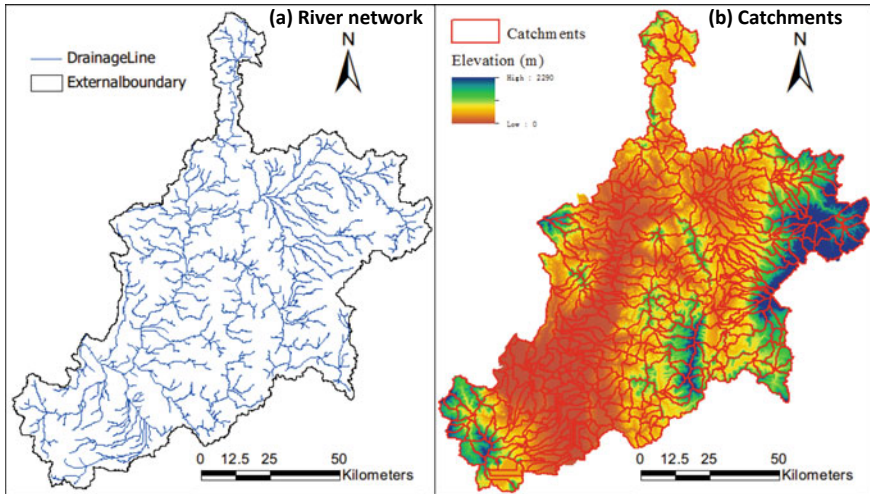 (a) River network
N
DrainageLine
Externalboundary
0 12.5 25 50
Kilometers
(b) Catchments
N
Catchments
Elevation (m)
High : 2290
Low : 0
0 12.5 25 50
Kilometers